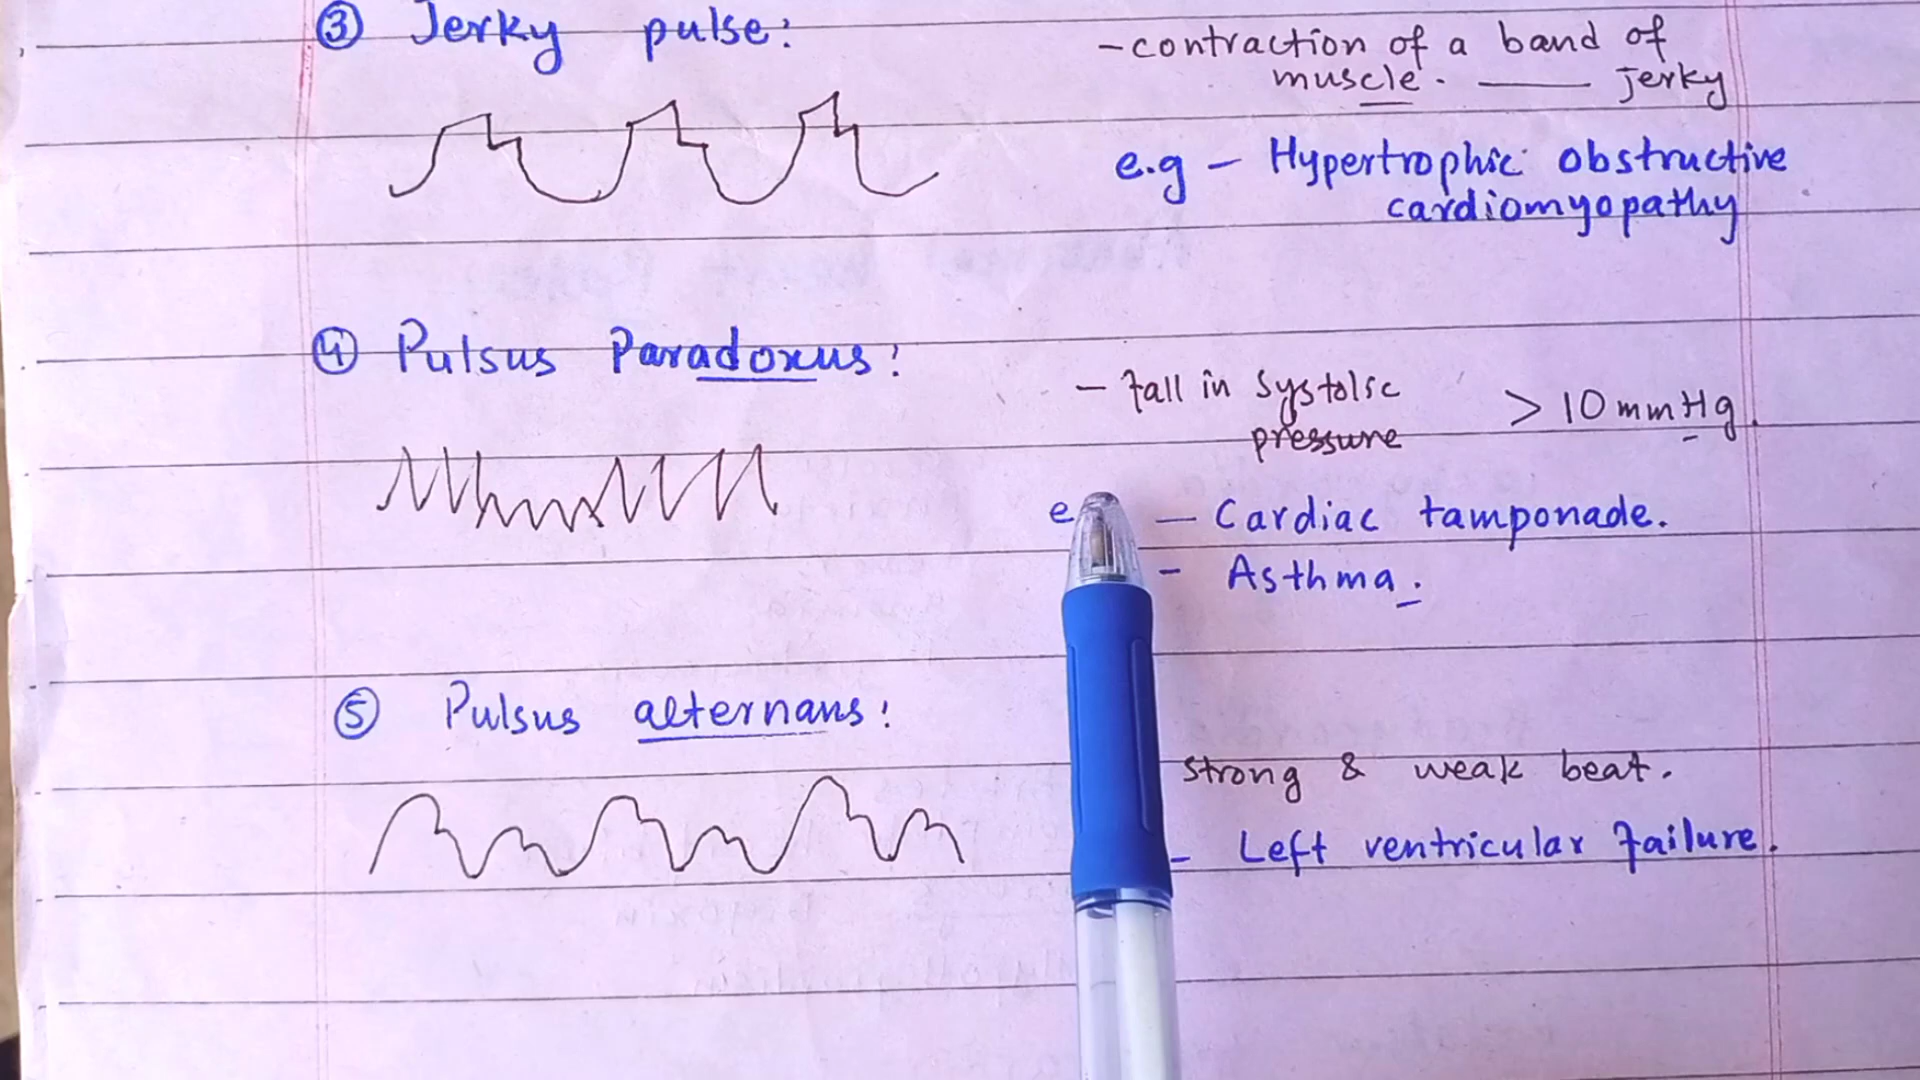 ③ Jerky pulse:
- contraction of a band of
muscle. —— jerky
e.g - Hypertrophic obstructive
cardiomyopathy
④ Pulsus Paradoxus:
- fall in systolic
pressure > 10 mmHg.
e - Cardiac tamponade.
- Asthma.
⑤ Pulsus alternans:
strong & weak beat.
- Left ventricular failure.